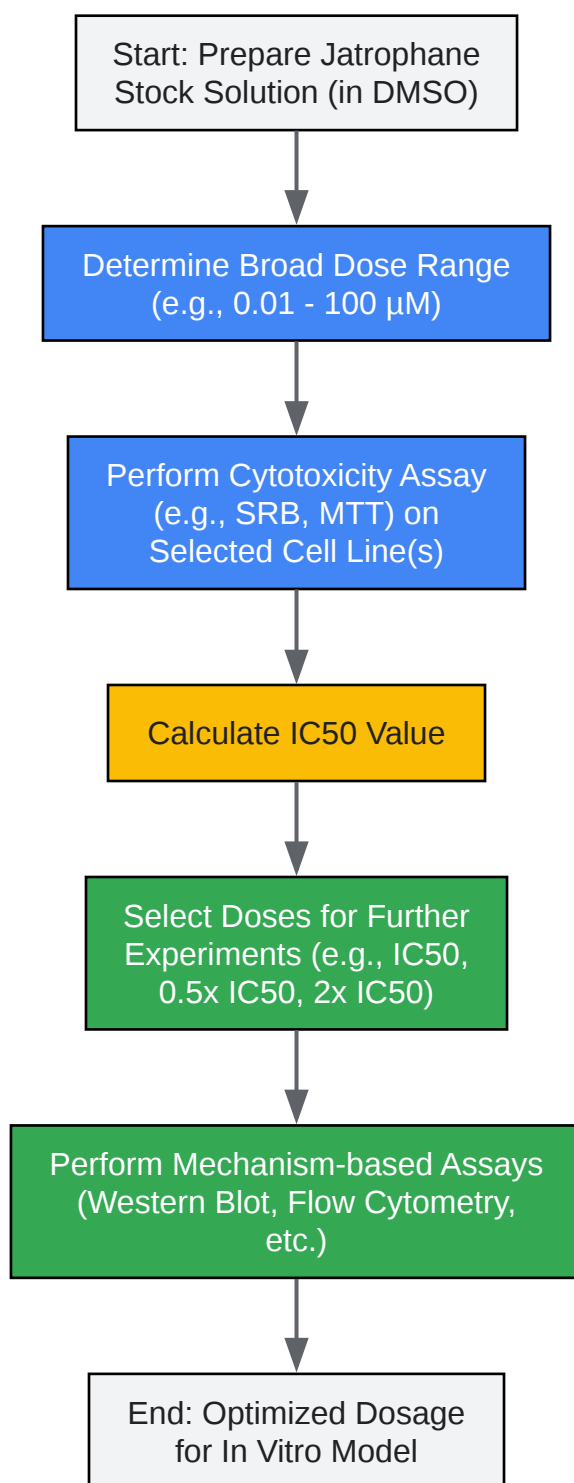 Start: Prepare Jatrophane
Stock Solution (in DMSO)
Determine Broad Dose Range
(e.g., 0.01 - 100 µM)
Perform Cytotoxicity Assay
(e.g., SRB, MTT) on
Selected Cell Line(s)
Calculate IC50 Value
Select Doses for Further
Experiments (e.g., IC50,
0.5x IC50, 2x IC50)
Perform Mechanism-based Assays
(Western Blot, Flow Cytometry,
etc.)
End: Optimized Dosage
for In Vitro Model